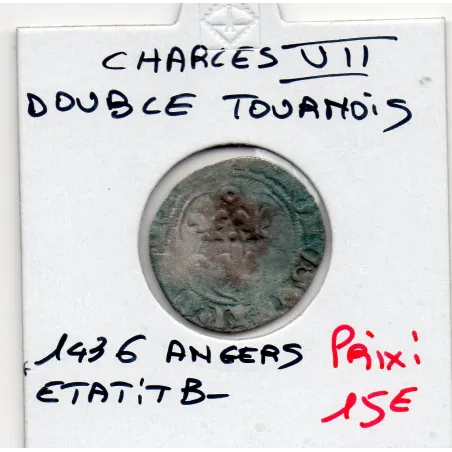 CHARLES VII
DOUBLE TOURNOIS
1436 ANGERS
ETAT:TB-
Prix:
15€